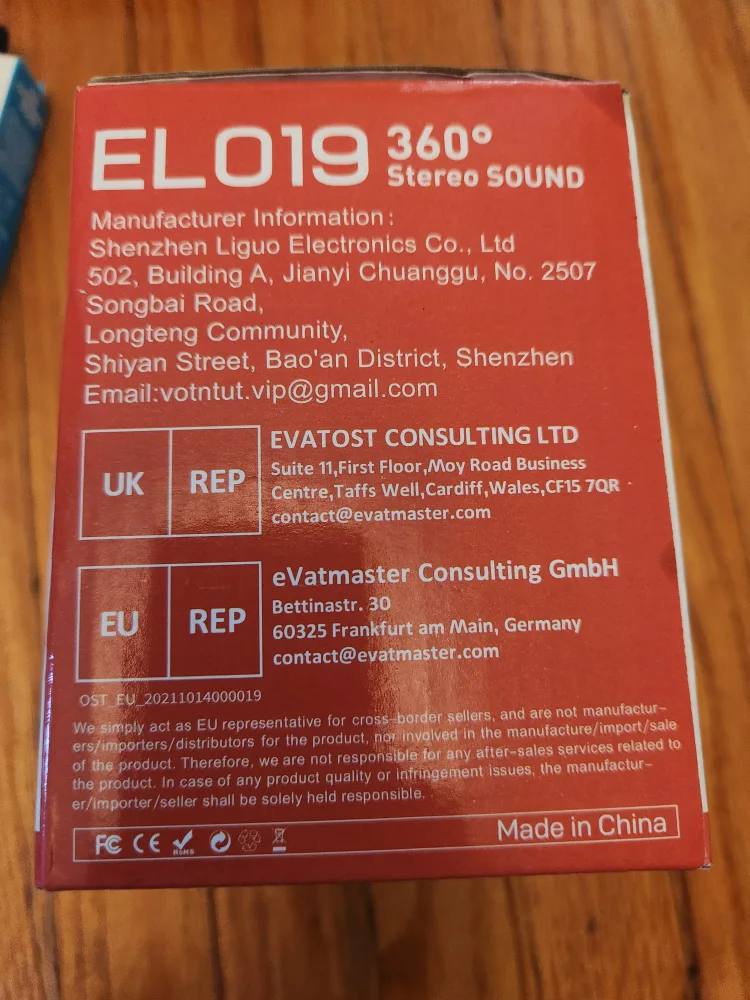 EL019 360°
Stereo SOUND
Manufacturer Information:
Shenzhen Liguo Electronics Co., Ltd
502, Building A, Jianyi Chuanggu, No. 2507
Songbai Road,
Longteng Community,
Shiyan Street, Bao'an District, Shenzhen
Email:votntut.vip@gmail.com
UK REP
EVATOST CONSULTING LTD
Suite 11,First Floor,Moy Road Business
Centre,Taffs Well,Cardiff,Wales,CF15 7QR
contact@evatmaster.com
EU REP
eVatmaster Consulting GmbH
Bettinastr. 30
60325 Frankfurt am Main, Germany
contact@evatmaster.com
OST_EU_20211014000019
We simply act as EU representative for cross-border sellers, and are not manufactur-
ers/importers/distributors for the product, nor involved in the manufacture/import/sale
of the product. Therefore, we are not responsible for any after-sales services related to
the product. In case of any product quality or infringement issues, the manufactur-
er/importer/seller shall be solely held responsible.
FC CE RoHS Made in China